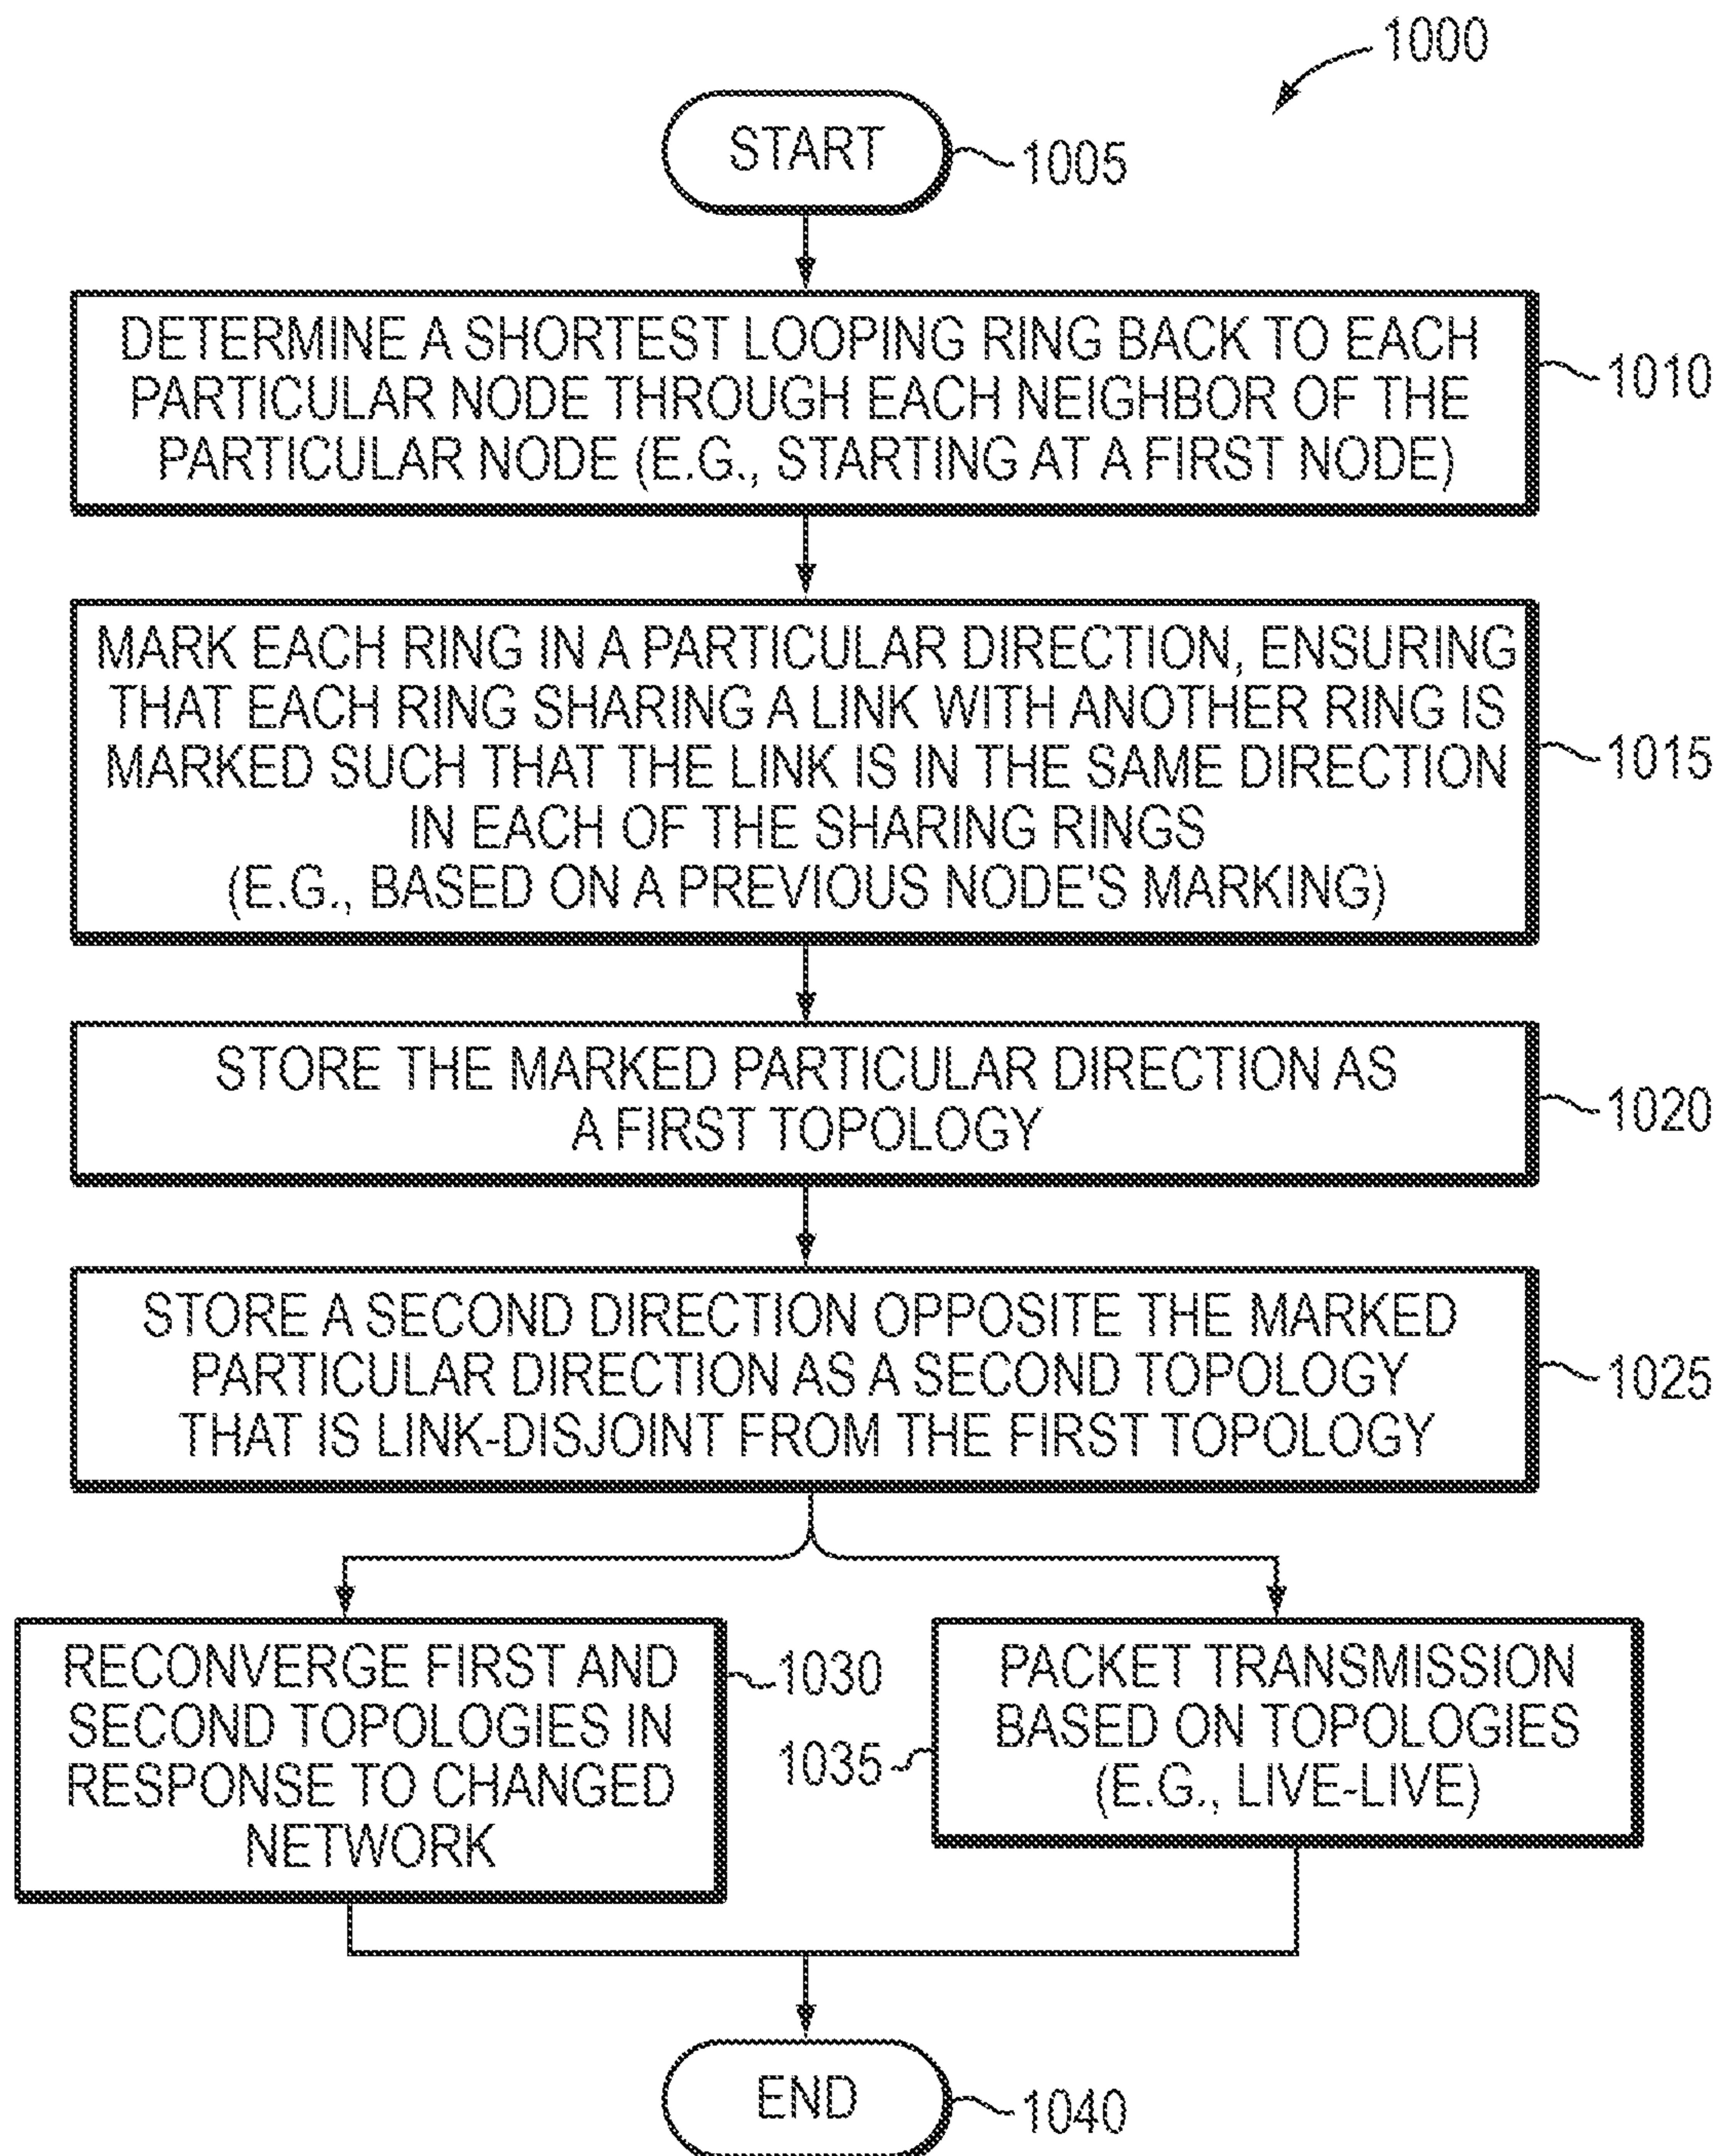 1000
START
1005
DETERMINE A SHORTEST LOOPING RING BACK TO EACH
PARTICULAR NODE THROUGH EACH NEIGHBOR OF THE
PARTICULAR NODE (E.G., STARTING AT A FIRST NODE)
1010
MARK EACH RING IN A PARTICULAR DIRECTION, ENSURING
THAT EACH RING SHARING A LINK WITH ANOTHER RING IS
MARKED SUCH THAT THE LINK IS IN THE SAME DIRECTION
IN EACH OF THE SHARING RINGS
(E.G., BASED ON A PREVIOUS NODE'S MARKING)
1015
STORE THE MARKED PARTICULAR DIRECTION AS
A FIRST TOPOLOGY
1020
STORE A SECOND DIRECTION OPPOSITE THE MARKED
PARTICULAR DIRECTION AS A SECOND TOPOLOGY
THAT IS LINK-DISJOINT FROM THE FIRST TOPOLOGY
1025
RECONVERGE FIRST AND
SECOND TOPOLOGIES IN
RESPONSE TO CHANGED
NETWORK
1030
PACKET TRANSMISSION
BASED ON TOPOLOGIES
(E.G., LIVE-LIVE)
1035
END
1040